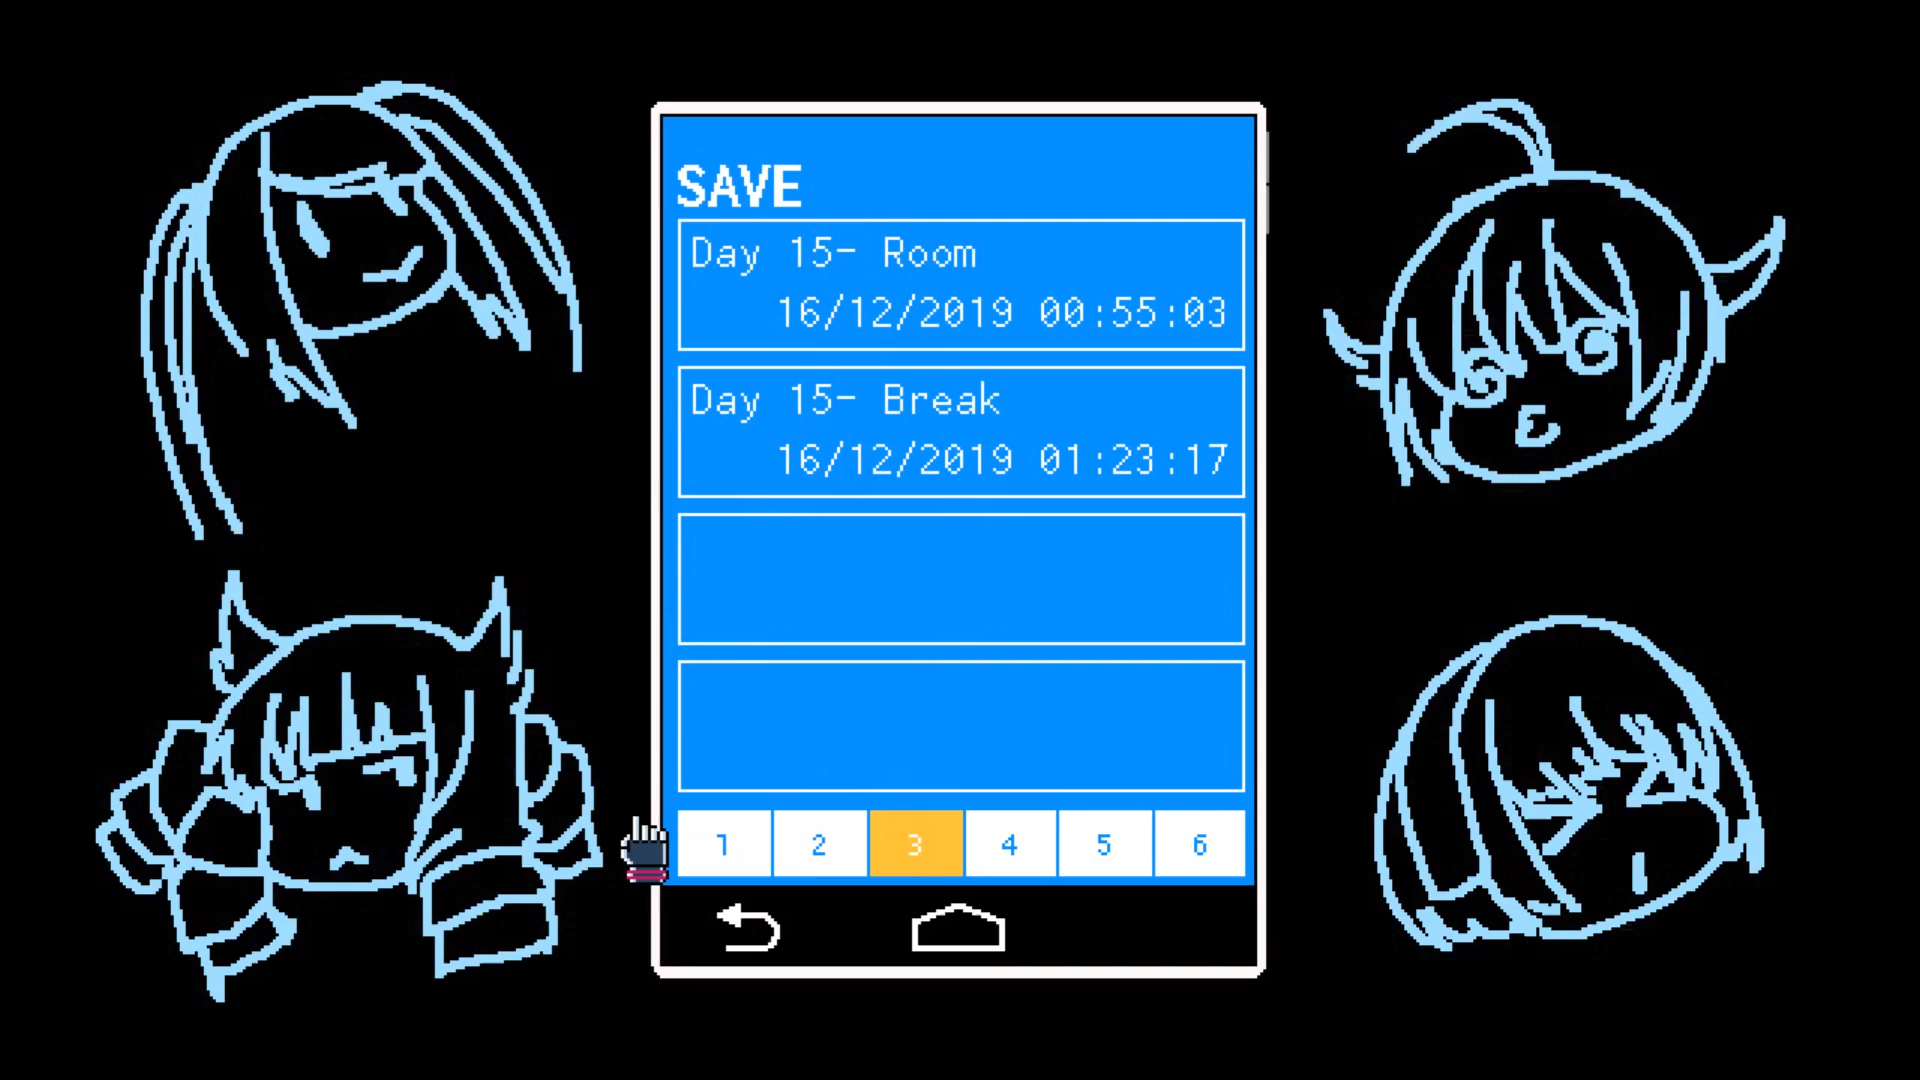 SAVE
Day 15- Room
16/12/2019 00:55:03
Day 15- Break
16/12/2019 01:23:17
1 2 3 4 5 6